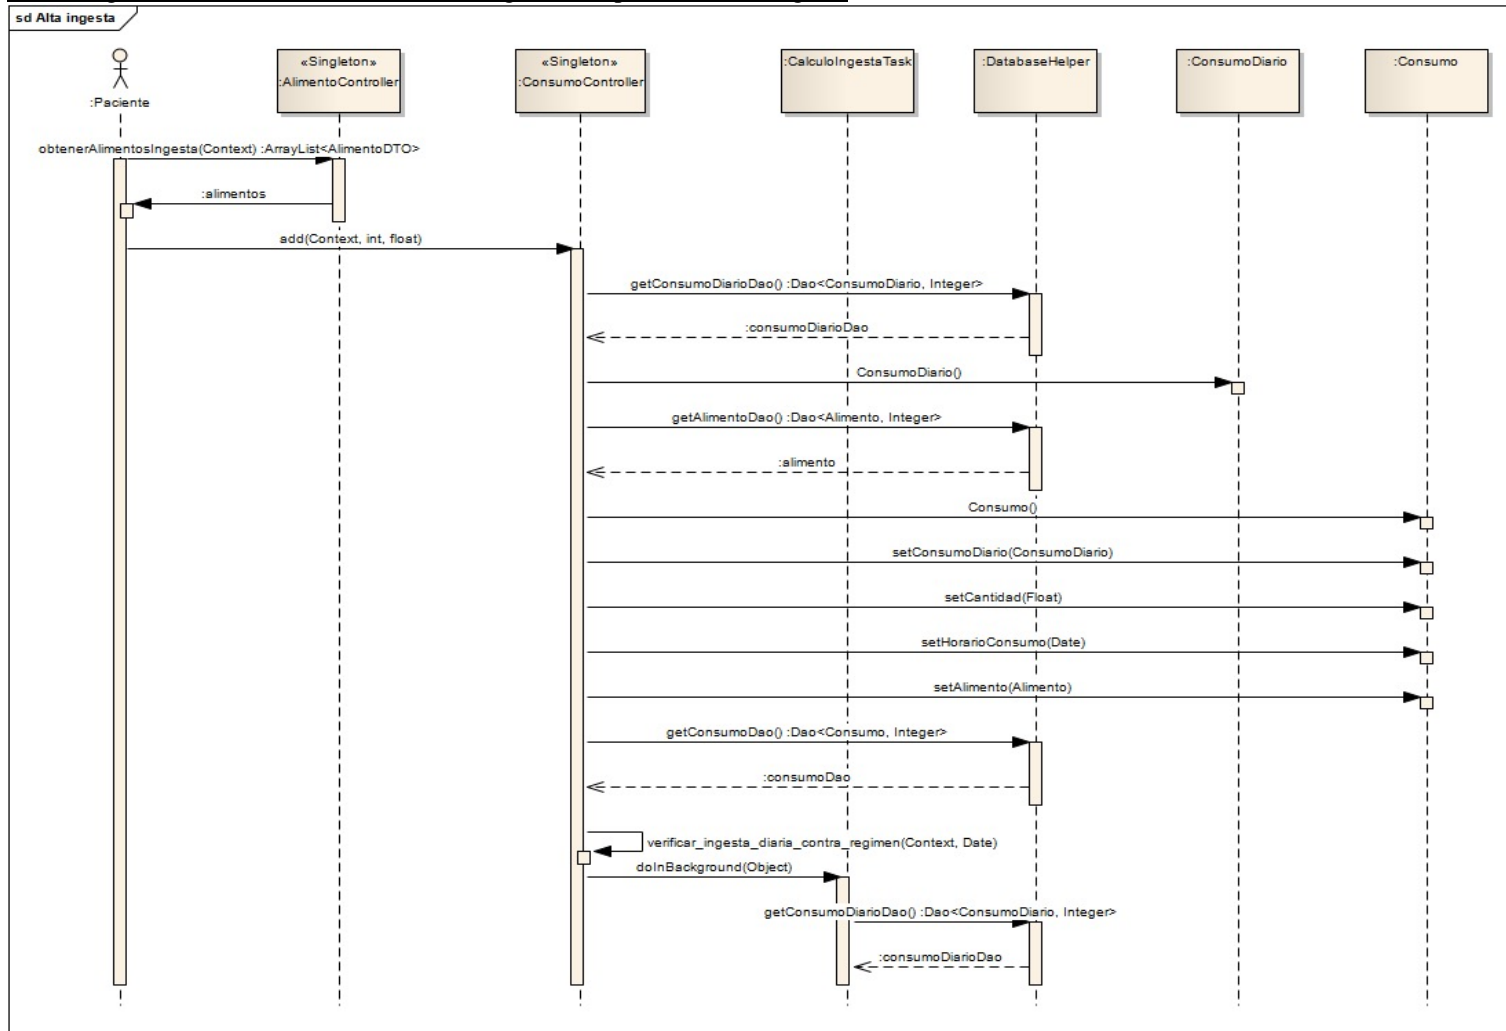 sd Alta ingesta
:Paciente
«Singleton»
:AlimentoController
«Singleton»
:ConsumoController
:CalculoIngestaTask
:DatabaseHelper
:ConsumoDiario
:Consumo
obtenerAlimentosIngesta(Context) :ArrayList<AlimentoDTO>
:alimentos
add(Context, int, float)
getConsumoDiarioDao() :Dao<ConsumoDiario, Integer>
:consumoDiarioDao
ConsumoDiario()
getAlimentoDao() :Dao<Alimento, Integer>
:alimento
Consumo()
setConsumoDiario(ConsumoDiario)
setCantidad(Float)
setHorarioConsumo(Date)
setAlimento(Alimento)
getConsumoDao() :Dao<Consumo, Integer>
:consumoDao
verificar_ingesta_diaria_contra_regimen(Context, Date)
doInBackground(Object)
getConsumoDiarioDao() :Dao<ConsumoDiario, Integer>
:consumoDiarioDao